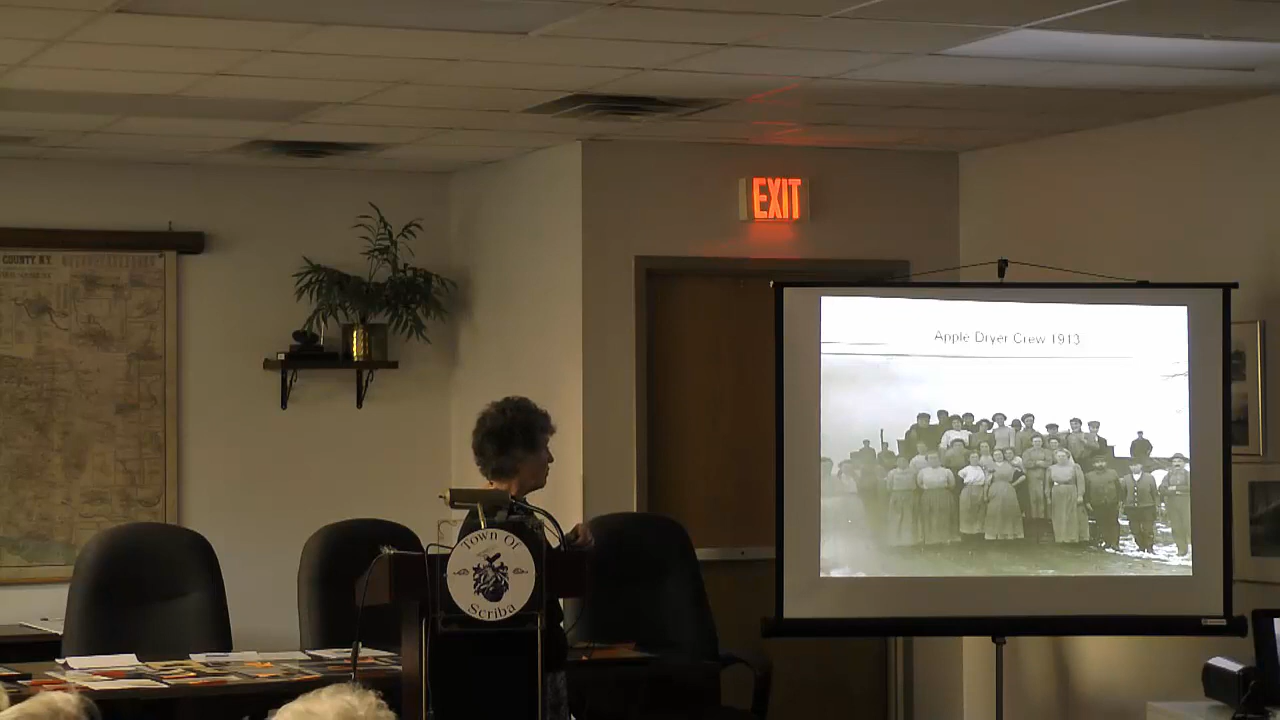 COUNTY, N.Y.
EXIT
Apple Dryer Crew 1913
Town Of
Scriba